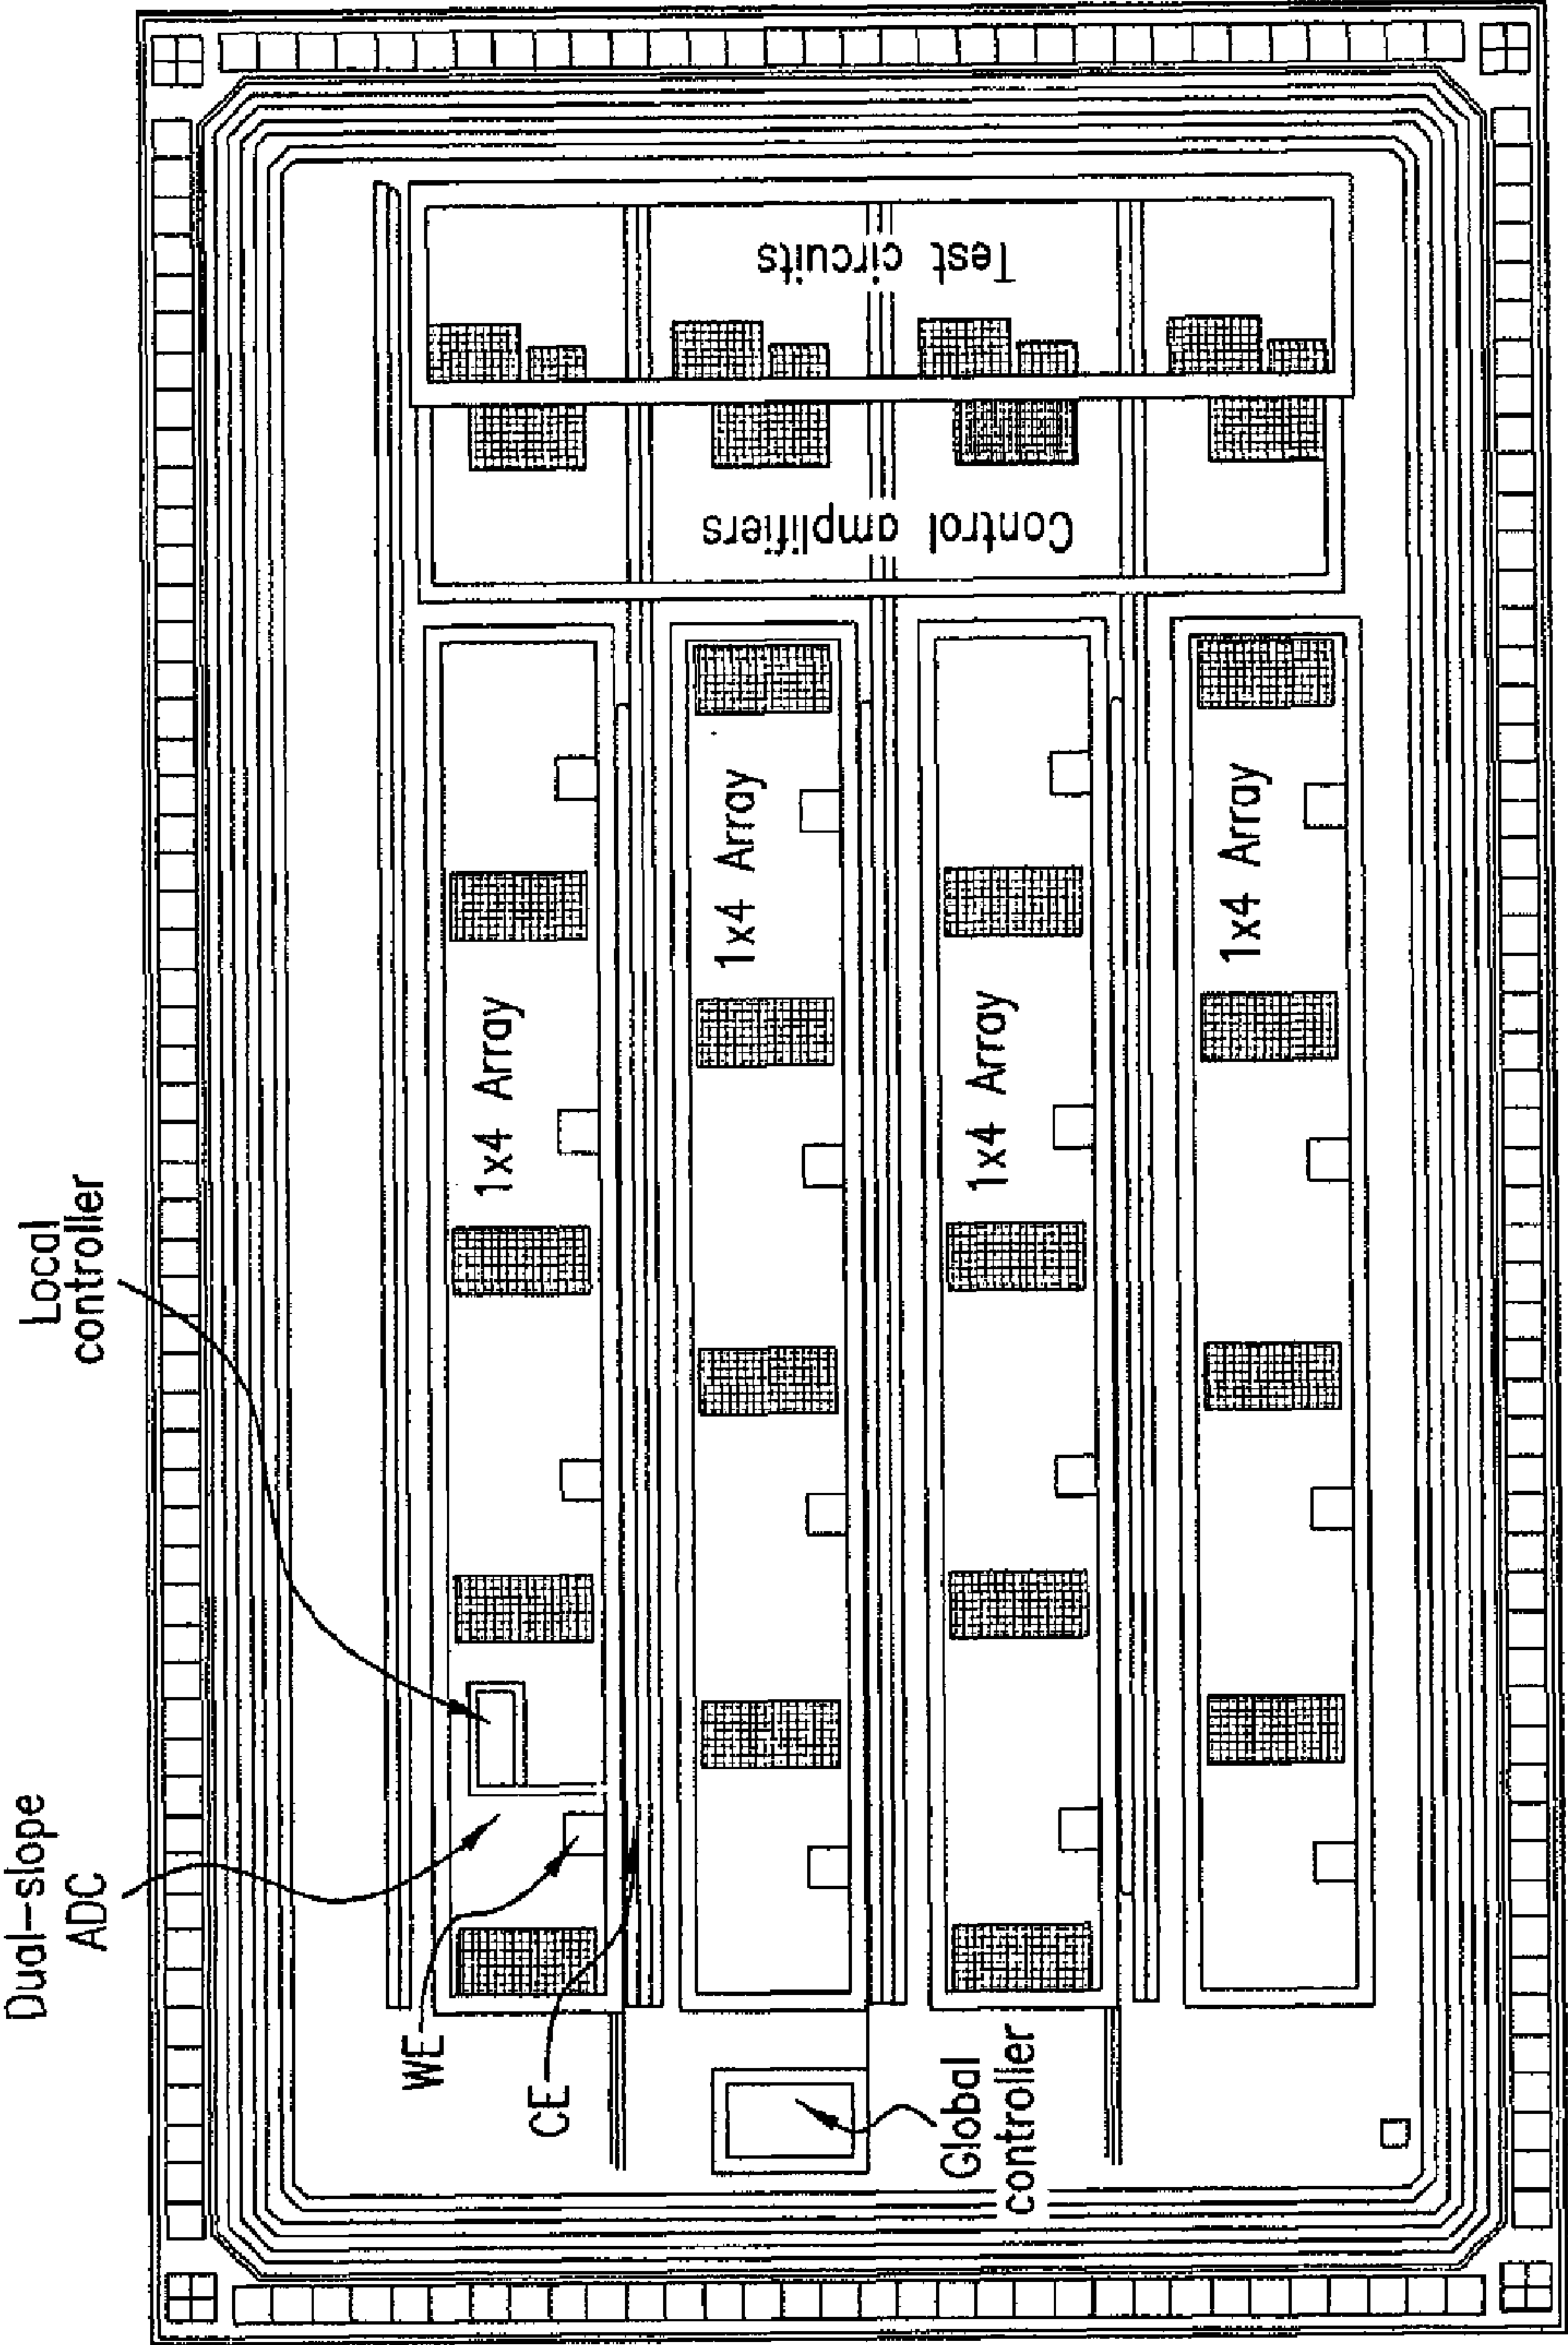 Dual-slope
ADC
Local
controller
WE
CE
Global
controller
1x4 Array
1x4 Array
1x4 Array
1x4 Array
Control amplifiers
Test circuits